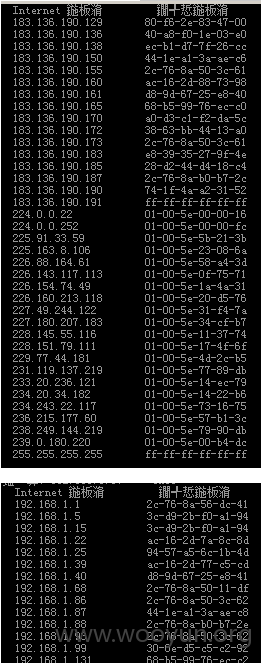 Internet 鍦板潃 鐗╃悊鍦板潃
183.136.190.129 80-f6-2e-83-47-00
183.136.190.136 40-a8-f0-1e-03-e0
183.136.190.138 ec-b1-d7-7f-26-cc
183.136.190.150 44-1e-a1-3a-ae-c6
183.136.190.155 2c-76-8a-50-3c-61
183.136.190.160 ac-16-2d-88-73-98
183.136.190.161 d8-9d-67-25-e8-40
183.136.190.165 68-b5-99-76-ec-c0
183.136.190.170 a0-d3-c1-f2-da-5c
183.136.190.172 38-63-bb-44-13-a0
183.136.190.173 2c-76-8a-50-3c-61
183.136.190.183 e8-39-35-27-9f-4e
183.136.190.185 28-d2-44-d4-18-c4
183.136.190.187 2c-76-8a-b0-b7-2c
183.136.190.190 74-1f-4a-a2-31-52
183.136.190.191 ff-ff-ff-ff-ff-ff
224.0.0.22 01-00-5e-00-00-16
224.0.0.252 01-00-5e-00-00-fc
225.91.33.59 01-00-5e-5b-21-3b
225.163.8.106 01-00-5e-23-08-6a
226.88.164.61 01-00-5e-58-a4-3d
226.143.117.113 01-00-5e-0f-75-71
226.154.74.49 01-00-5e-1a-4a-31
226.160.213.118 01-00-5e-20-d5-76
227.49.244.122 01-00-5e-31-f4-7a
227.180.207.183 01-00-5e-34-cf-b7
228.145.55.116 01-00-5e-11-37-74
228.151.79.111 01-00-5e-17-4f-6f
229.77.44.181 01-00-5e-4d-2c-b5
231.119.137.219 01-00-5e-77-89-db
233.20.236.121 01-00-5e-14-ec-79
234.20.34.182 01-00-5e-14-22-b6
234.243.22.117 01-00-5e-73-16-75
236.215.177.60 01-00-5e-57-b1-3c
238.249.144.219 01-00-5e-79-90-db
239.0.180.220 01-00-5e-00-b4-dc
255.255.255.255 ff-ff-ff-ff-ff-ff
Internet 鍦板潃 鐗╃悊鍦板潃
192.168.1.1 2c-76-8a-56-dc-41
192.168.1.5 3c-d9-2b-f0-a1-94
192.168.1.15 3c-d9-2b-f0-a1-94
192.168.1.22 ac-16-2d-7a-8c-8d
192.168.1.25 94-57-a5-6c-1b-4d
192.168.1.39 ac-16-2d-77-c5-cd
192.168.1.40 d8-9d-67-25-e8-41
192.168.1.68 2c-76-8a-50-11-df
192.168.1.86 2c-76-8a-50-3c-62
192.168.1.87 44-1e-a1-3a-ae-c8
192.168.1.88 2c-76-8a-b0-b7-2e
192.168.1.99 30-0e-d5-c5-c2-92
192.168.1.131 68-b5-99-76-ec-c2